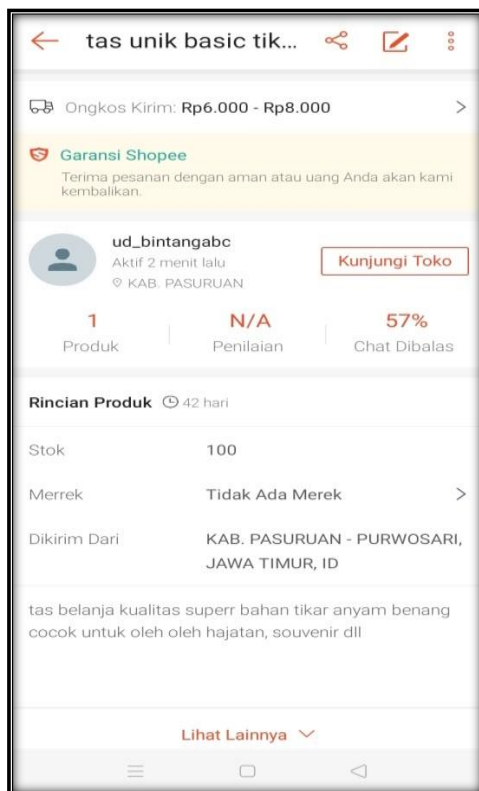 tas unik basic tik...
Ongkos Kirim: Rp6.000 - Rp8.000
Garansi Shopee
Terima pesanan dengan aman atau uang Anda akan kami
kembalikan.
ud_bintangabc
Aktif 2 menit lalu
KAB. PASURUAN
Kunjungi Toko
1 N/A 57%
Produk Penilaian Chat Dibalas
Rincian Produk 42 hari
Stok 100
Merrek Tidak Ada Merek
Dikirim Dari KAB. PASURUAN - PURWOSARI,
JAWA TIMUR, ID
tas belanja kualitas superr bahan tikar anyam benang
cocok untuk oleh oleh hajatan, souvenir dll
Lihat Lainnya